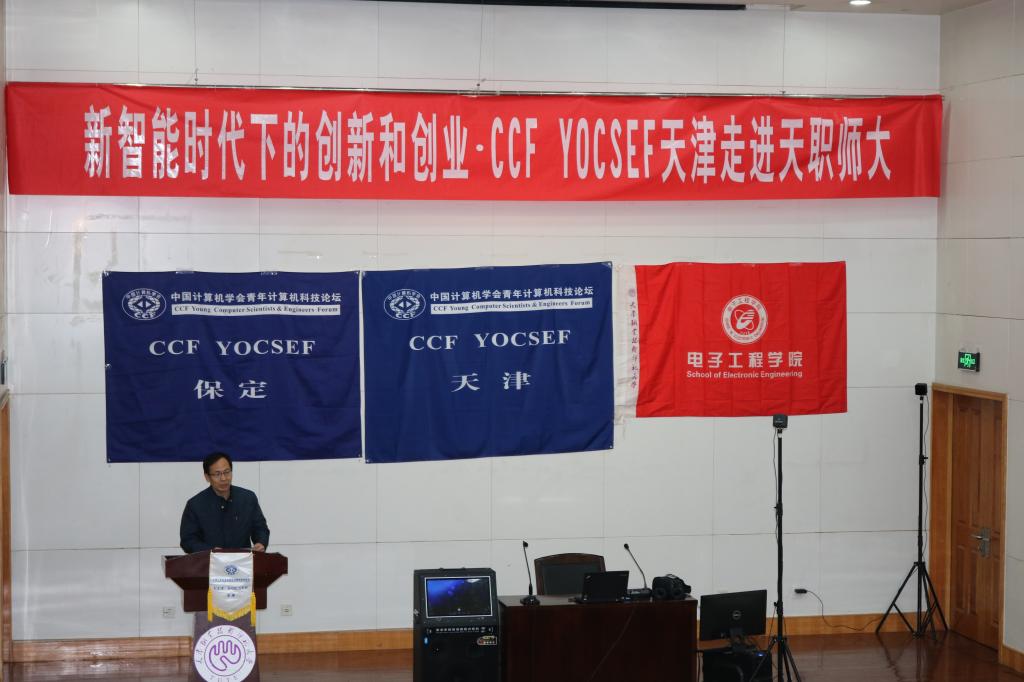 新智能时代下的创新和创业·CCF YOCSEF天津走进天职师大
中国计算机学会青年计算机科技论坛
CCF Young Computer Scientists & Engineers Forum
CCF YOCSEF
保定
中国计算机学会青年计算机科技论坛
CCF Young Computer Scientists & Engineers Forum
CCF YOCSEF
天津
电子工程学院
School of Electronic Engineering
CCF YOCSEF
DELL